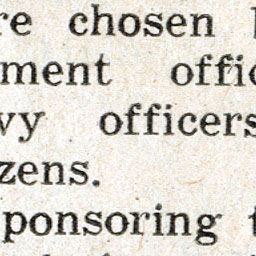 re chosen
ment offic
vy officers
zens.
ponsoring t